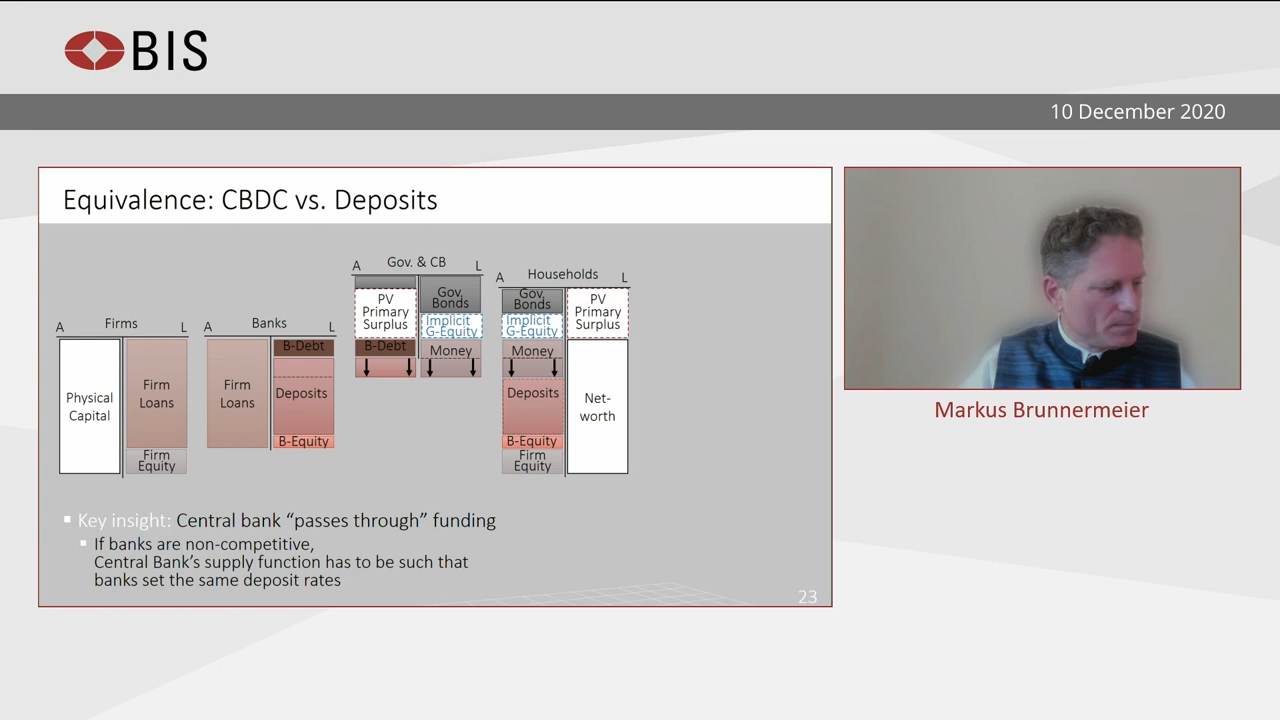 BIS
10 December 2020
Equivalence: CBDC vs. Deposits
A Firms L
Physical
Capital
Firm
Loans
Firm
Equity
A Banks L
Firm
Loans
B-Debt
Deposits
B-Equity
A Gov. & CB L
PV
Primary
Surplus
B-Debt
Gov.
Bonds
Implicit
G-Equity
Money
A Households L
Gov.
Bonds
Implicit
G-Equity
Money
Deposits
B-Equity
Firm
Equity
PV
Primary
Surplus
Net-
worth
Key insight: Central bank “passes through” funding
If banks are non-competitive,
Central Bank’s supply function has to be such that
banks set the same deposit rates
23
Markus Brunnermeier